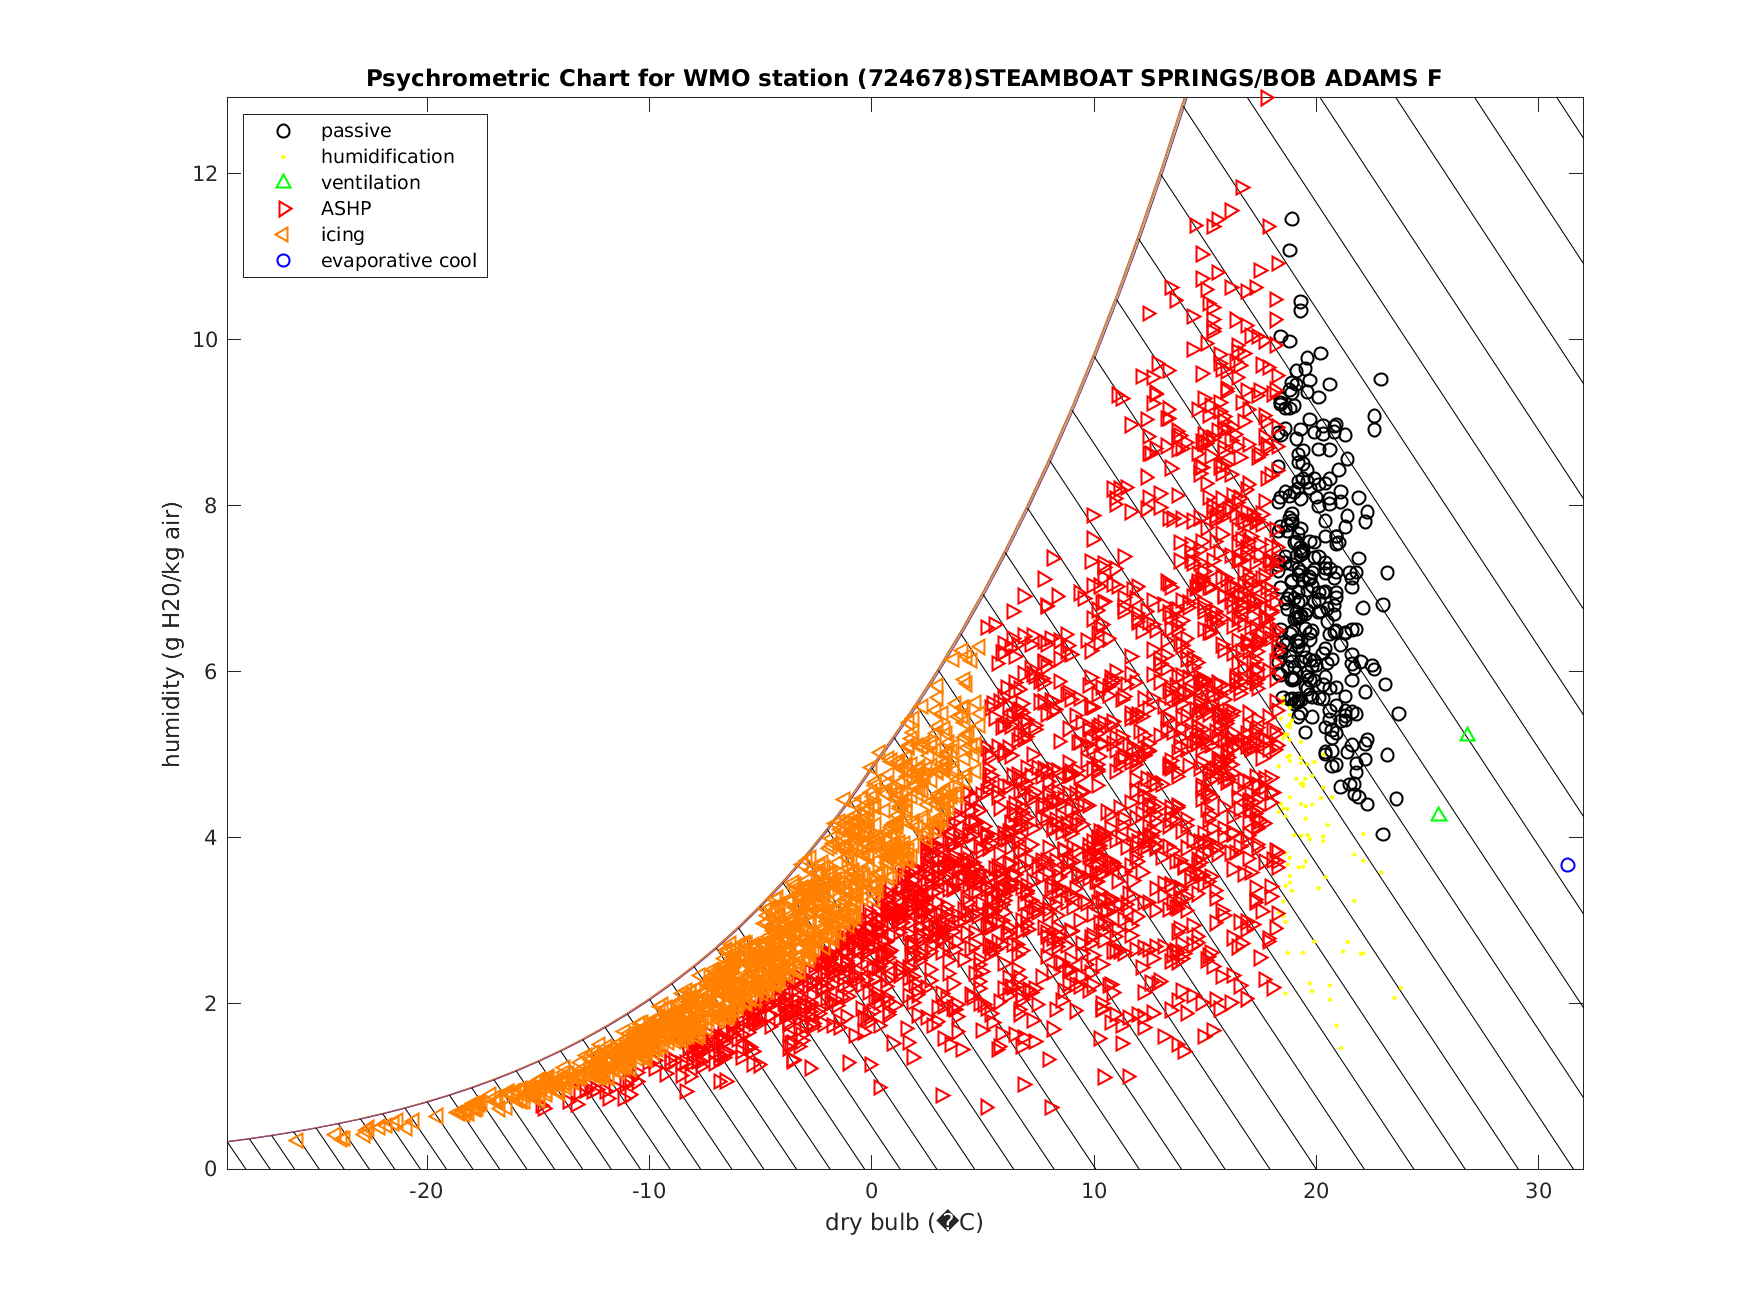 Psychrometric Chart for WMO station (724678)STEAMBOAT SPRINGS/BOB ADAMS F
passive
humidification
ventilation
ASHP
icing
evaporative cool
humidity (g H20/kg air)
12
10
8
6
4
2
0
-20
-10
0
10
20
30
dry bulb (�C)